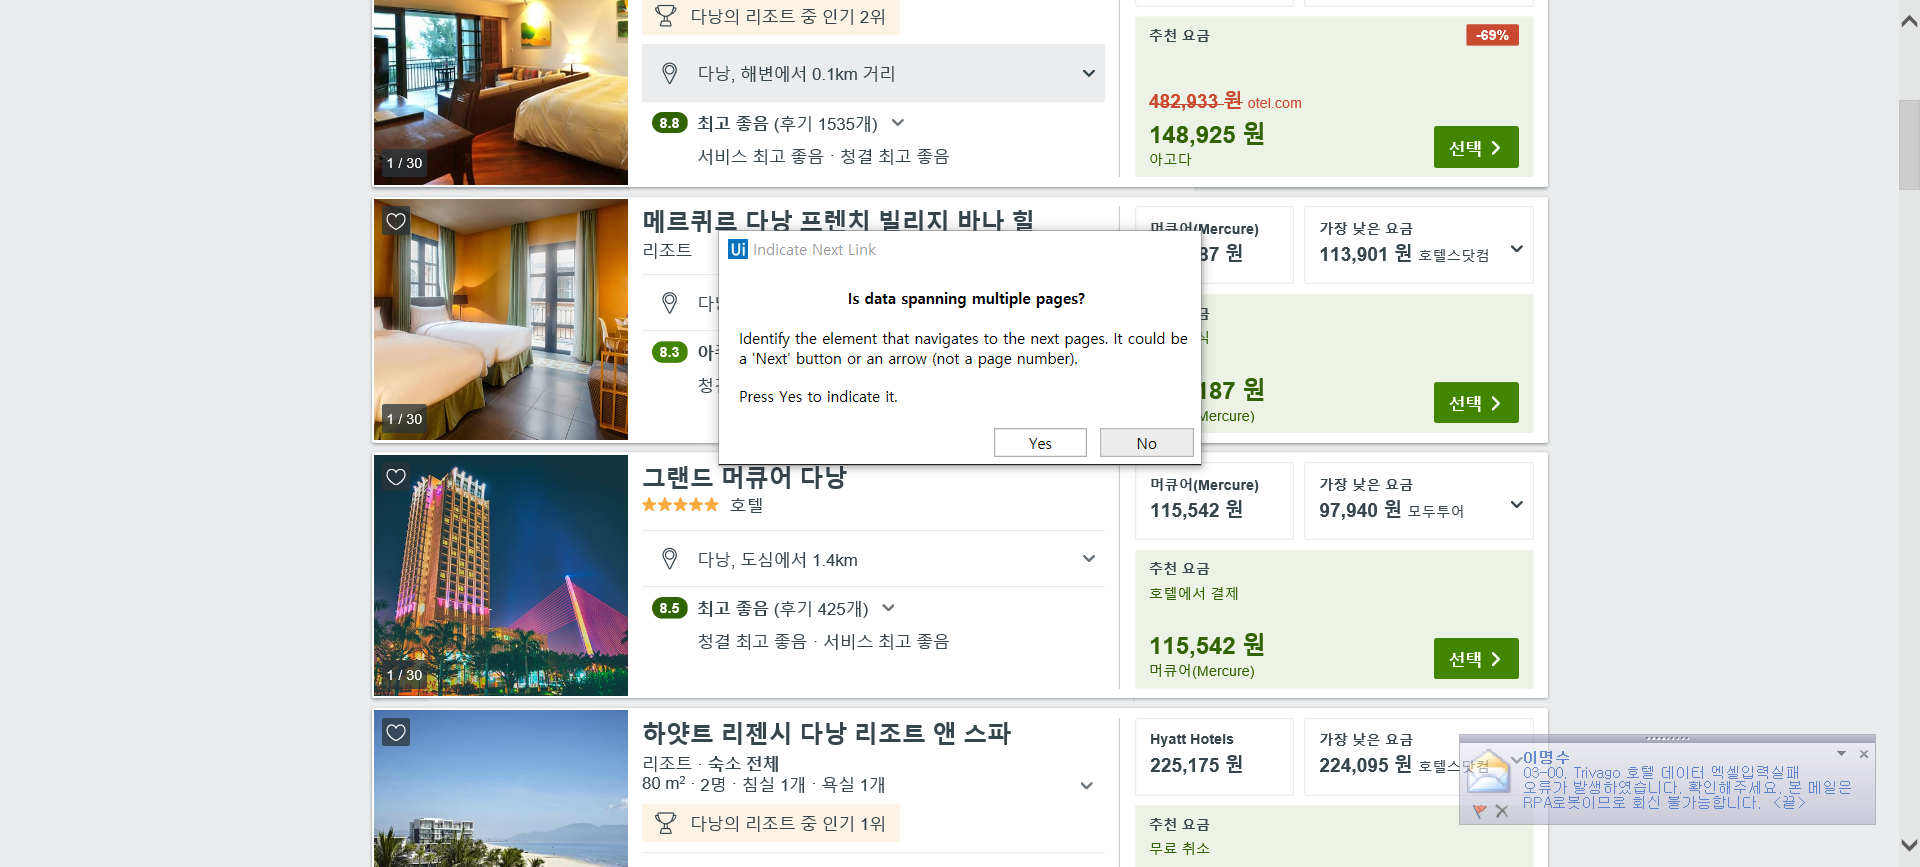 다낭의 리조트 중 인기 2위
다낭, 해변에서 0.1km 거리
8.8 최고 좋음 (후기 1535개)
서비스 최고 좋음 · 청결 최고 좋음
1 / 30
추천 요금
-69%
482,933 원 otel.com
148,925 원
아고다
선택
메르퀴르 다낭 프렌치 빌리지 바나 힐
리조트
8.3
1 / 30
머큐어(Mercure)
87 원
가장 낮은 요금
113,901 원 호텔스닷컴
187 원
Mercure)
선택
Ui Indicate Next Link
Is data spanning multiple pages?
Identify the element that navigates to the next pages. It could be
a 'Next' button or an arrow (not a page number).
Press Yes to indicate it.
Yes
No
그랜드 머큐어 다낭
호텔
다낭, 도심에서 1.4km
8.5 최고 좋음 (후기 425개)
청결 최고 좋음 · 서비스 최고 좋음
1 / 30
머큐어(Mercure)
115,542 원
가장 낮은 요금
97,940 원 모두투어
추천 요금
호텔에서 결제
115,542 원
머큐어(Mercure)
선택
하얏트 리젠시 다낭 리조트 앤 스파
리조트 · 숙소 전체
80 m² · 2명 · 침실 1개 · 욕실 1개
다낭의 리조트 중 인기 1위
Hyatt Hotels
225,175 원
가장 낮은 요금
224,095 원 호텔스닷컴
추천 요금
무료 취소
이명수
03-00. Trivago 호텔 데이터 엑셀입력실패
오류가 발생하였습니다. 확인해주세요. 본 메일은
RPA로봇이므로 회신 불가능합니다. <끝>